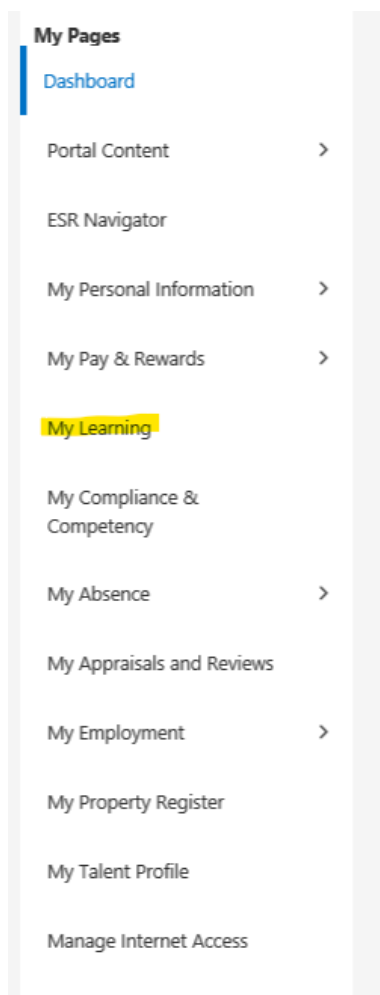 My Pages
Dashboard
Portal Content
ESR Navigator
My Personal Information
My Pay & Rewards
My Learning
My Compliance &
Competency
My Absence
My Appraisals and Reviews
My Employment
My Property Register
My Talent Profile
Manage Internet Access